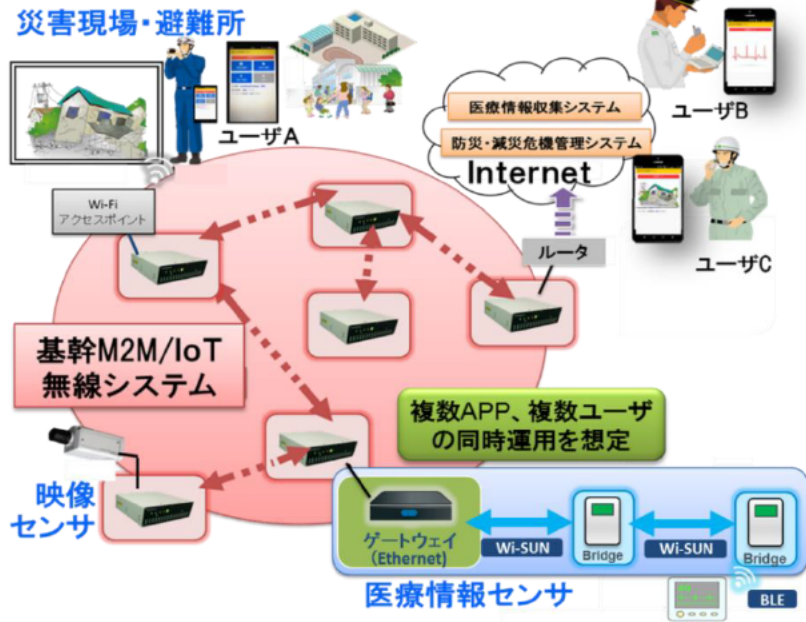 災害現場・避難所
ユーザA
医療情報収集システム
防災・減災危機管理システム
Internet
ユーザB
ユーザC
Wi-Fi
アクセスポイント
ルータ
基幹M2M/IoT
無線システム
複数APP、複数ユーザ
の同時運用を想定
映像
センサ
ゲートウェイ
(Ethernet)
Wi-SUN
Bridge
Wi-SUN
Bridge
医療情報センサ
BLE